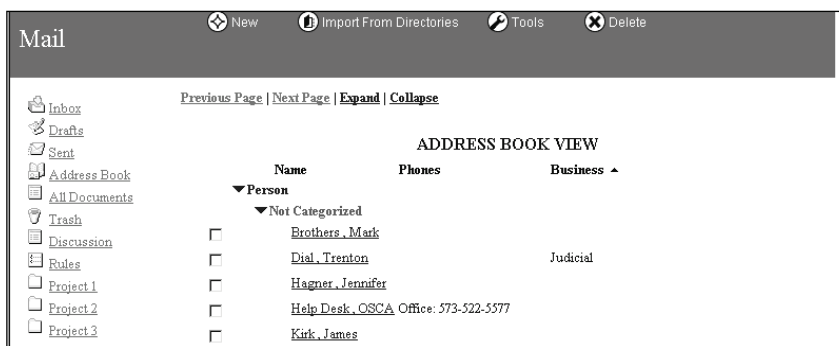 Mail
New Import From Directories Tools Delete
Previous Page | Next Page | Expand | Collapse
Inbox
Drafts
Sent
Address Book
All Documents
Trash
Discussion
Rules
Project 1
Project 2
Project 3
ADDRESS BOOK VIEW
Name Phones Business
Person
Not Categorized
Brothers , Mark
Dial , Trenton Judicial
Hagner , Jennifer
Help Desk , OSCA Office: 573-522-5577
Kirk , James